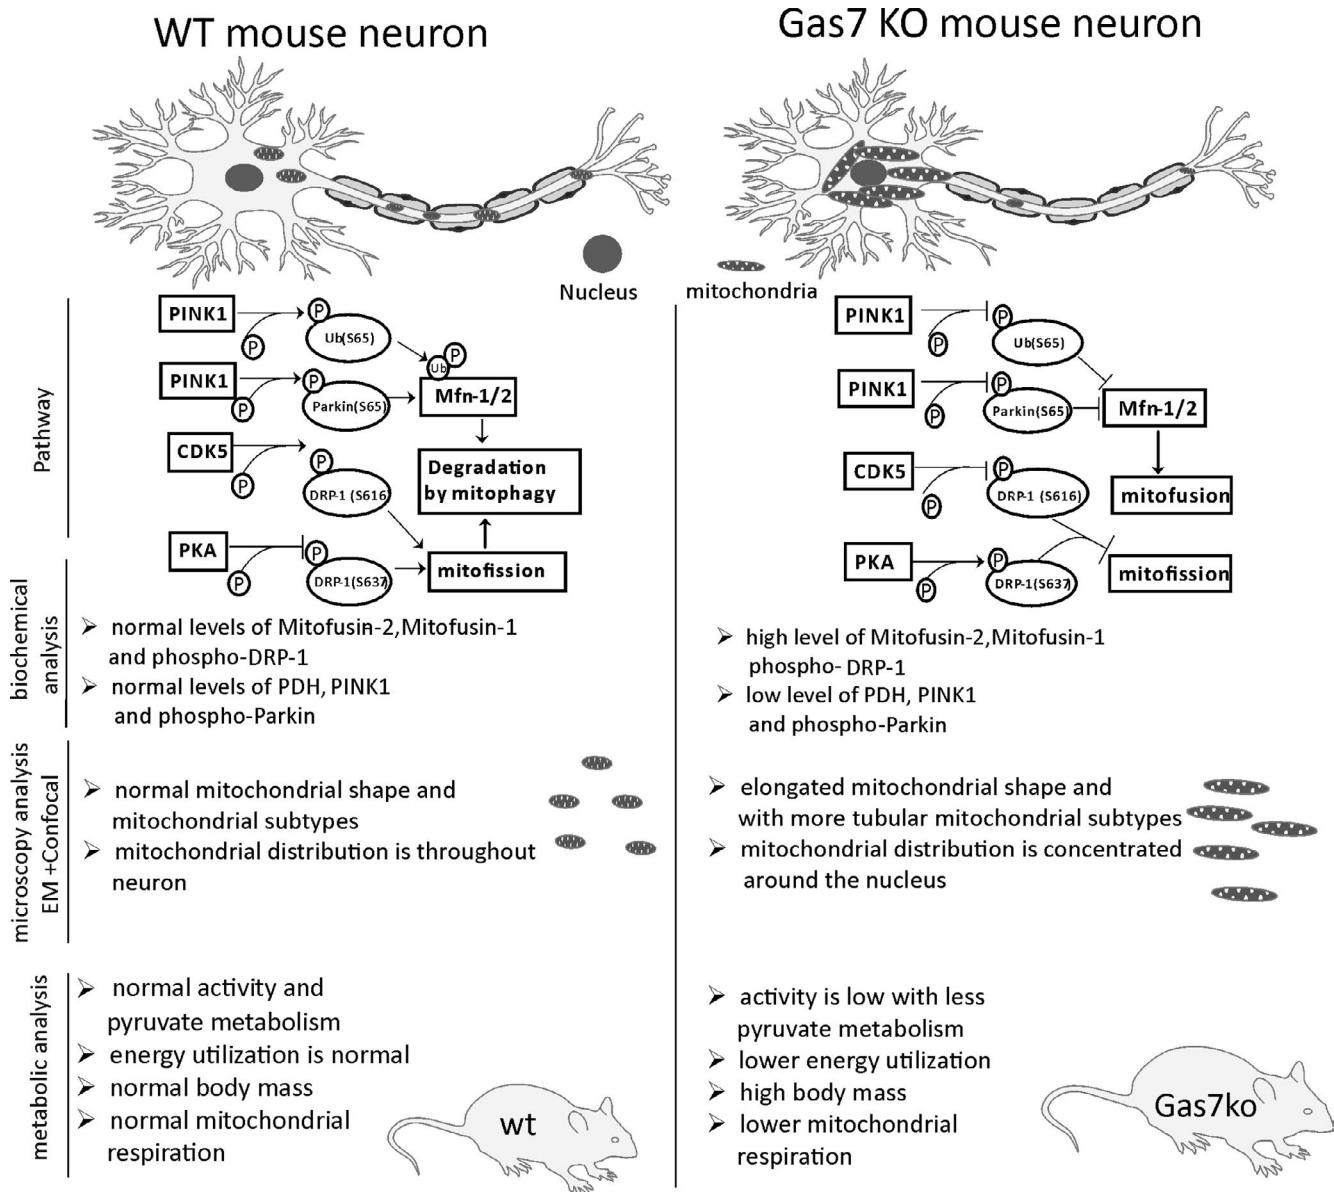 WT mouse neuron
Gas7 KO mouse neuron
Nucleus
mitochondria
Pathway
PINK1
P
P
Ub(S65)
P
Ub
PINK1
P
P
Parkin(S65)
Mfn-1/2
CDK5
P
P
DRP-1 (S616)
Degradation
by mitophagy
PKA
P
P
DRP-1(S637)
mitofission
PINK1
P
P
Ub(S65)
PINK1
P
P
Parkin(S65)
Mfn-1/2
CDK5
P
P
DRP-1 (S616)
mitofusion
PKA
P
P
DRP-1(S637)
mitofission
biochemical
analysis
➢ normal levels of Mitofusin-2,Mitofusin-1
and phospho-DRP-1
➢ normal levels of PDH, PINK1
and phospho-Parkin
➢ high level of Mitofusin-2,Mitofusin-1
phospho-DRP-1
➢ low level of PDH, PINK1
and phospho-Parkin
microscopy analysis
EM +Confocal
➢ normal mitochondrial shape and
mitochondrial subtypes
➢ mitochondrial distribution is throughout
neuron
➢ elongated mitochondrial shape and
with more tubular mitochondrial subtypes
➢ mitochondrial distribution is concentrated
around the nucleus
metabolic analysis
➢ normal activity and
pyruvate metabolism
➢ energy utilization is normal
➢ normal body mass
➢ normal mitochondrial
respiration
wt
➢ activity is low with less
pyruvate metabolism
➢ lower energy utilization
➢ high body mass
➢ lower mitochondrial
respiration
Gas7ko